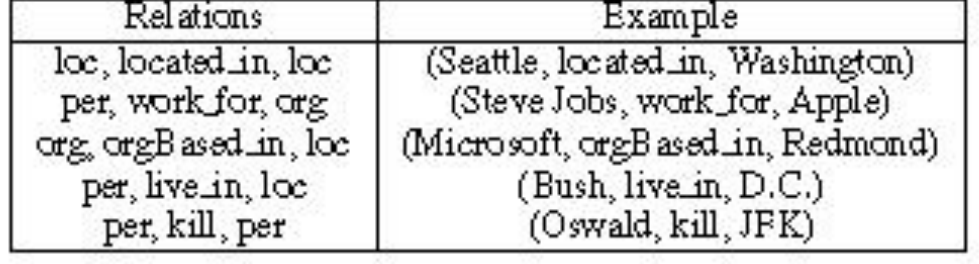 Relations Example
loc, located_in, loc (Seattle, located_in, Washington)
per, work_for, org (Steve Jobs, work_for, Apple)
org, orgBased_in, loc (Microsoft, orgBased_in, Redmond)
per, live_in, loc (Bush, live_in, D.C.)
per, kill, per (Oswald, kill, JFK)